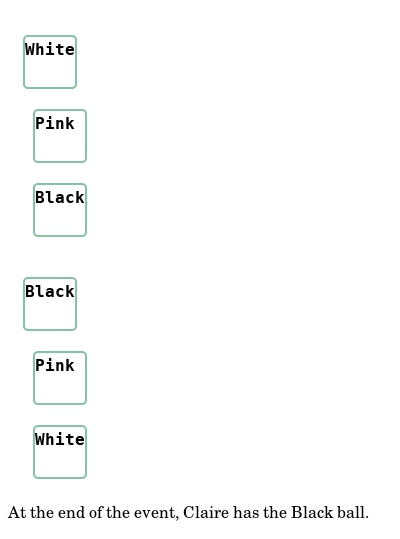 White
Pink
Black
Black
Pink
White
At the end of the event, Claire has the Black ball.